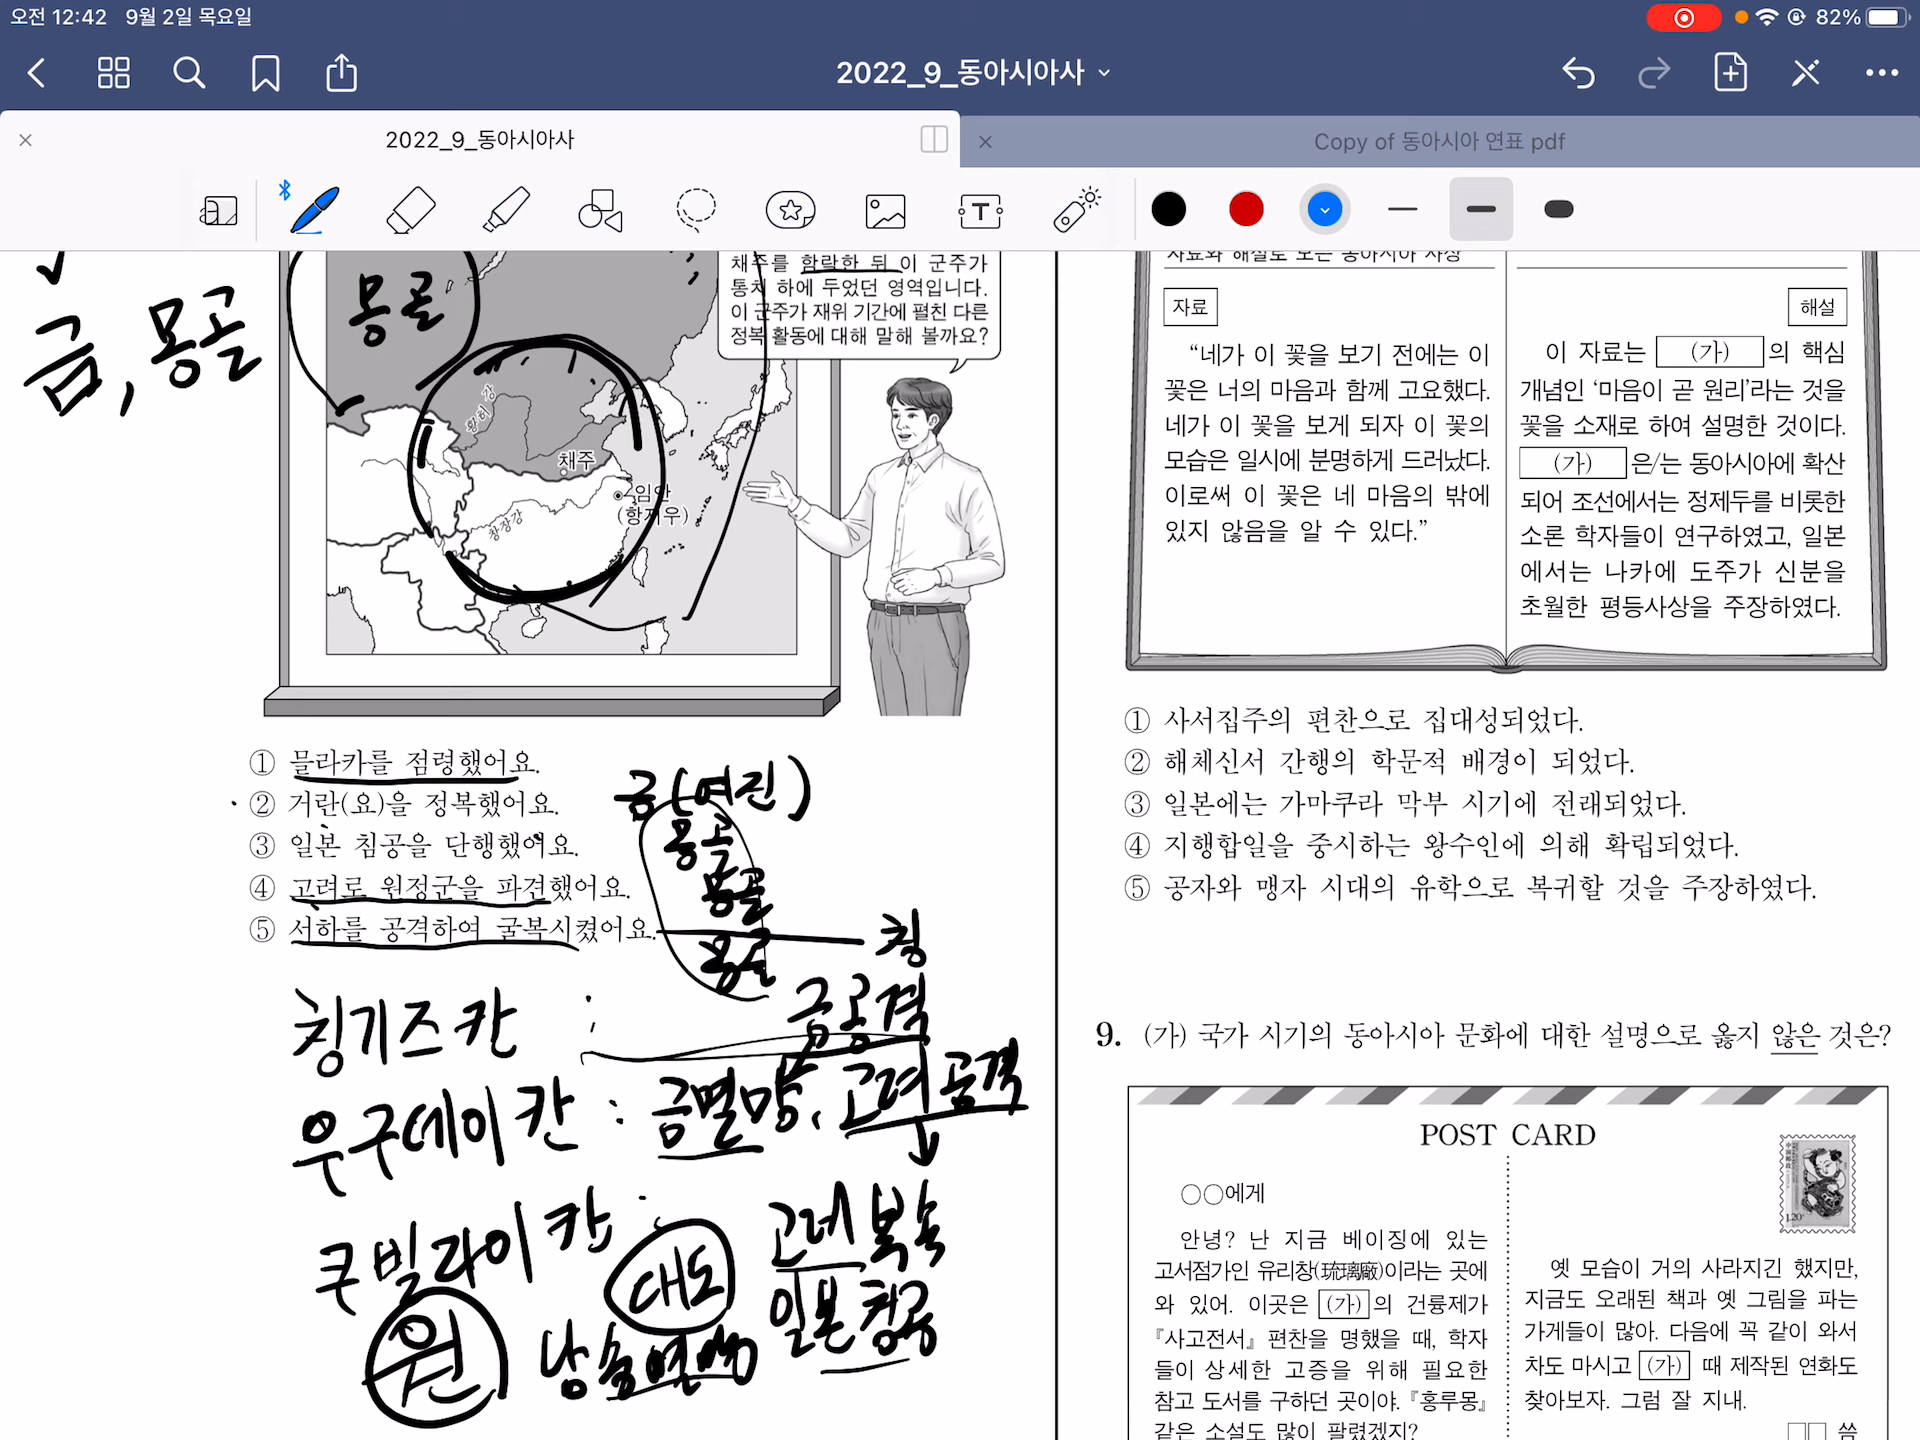 오전 12:42 9월 2일 목요일
82%
2022_9_동아시아사
2022_9_동아시아사
Copy of 동아시아 연표 pdf
금, 몽골
몽골
황허 강
채주
임안
(항저우)
창장강
채주를 함락한 뒤 이 군주가
통치 하에 두었던 영역입니다.
이 군주가 재위 기간에 펼친 다른
정복 활동에 대해 말해 볼까요?
① 믈라카를 점령했어요.
② 거란(요)을 정복했어요.
③ 일본 침공을 단행했어요.
④ 고려로 원정군을 파견했어요.
⑤ 서하를 공격하여 굴복시켰어요.
금(여진)
몽골
몽골
몽골
칭
칭기즈 칸 : 금공격
우구데이 칸 : 금멸망, 고려 공격
쿠빌라이 칸 : 대도 고려 복속
원 남송멸망 일본 침공
자료와 해설로 보는 동아시아 사상
자료
“네가 이 꽃을 보기 전에는 이
꽃은 너의 마음과 함께 고요했다.
네가 이 꽃을 보게 되자 이 꽃의
모습은 일시에 분명하게 드러났다.
이로써 이 꽃은 네 마음의 밖에
있지 않음을 알 수 있다.”
해설
이 자료는 (가) 의 핵심
개념인 ‘마음이 곧 원리’라는 것을
꽃을 소재로 하여 설명한 것이다.
(가) 은/는 동아시아에 확산
되어 조선에서는 정제두를 비롯한
소론 학자들이 연구하였고, 일본
에서는 나카에 도주가 신분을
초월한 평등사상을 주장하였다.
① 사서집주의 편찬으로 집대성되었다.
② 해체신서 간행의 학문적 배경이 되었다.
③ 일본에는 가마쿠라 막부 시기에 전래되었다.
④ 지행합일을 중시하는 왕수인에 의해 확립되었다.
⑤ 공자와 맹자 시대의 유학으로 복귀할 것을 주장하였다.
9. (가) 국가 시기의 동아시아 문화에 대한 설명으로 옳지 않은 것은?
POST CARD
1.20
○○에게
안녕? 난 지금 베이징에 있는
고서점가인 유리창(琉璃廠)이라는 곳에
와 있어. 이곳은 (가) 의 건륭제가
『사고전서』 편찬을 명했을 때, 학자
들이 상세한 고증을 위해 필요한
참고 도서를 구하던 곳이야. 『홍루몽』
같은 소설도 많이 팔렸겠지?
옛 모습이 거의 사라지긴 했지만,
지금도 오래된 책과 옛 그림을 파는
가게들이 많아. 다음에 꼭 같이 와서
차도 마시고 (가) 때 제작된 연화도
찾아보자. 그럼 잘 지내.
□□ 씀